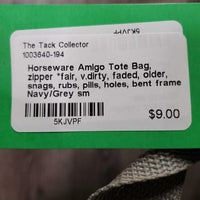 5KJVPF
The Tack Collector
1003640-194
Horseware Amigo Tote Bag,
zipper *fair, v.dirty, faded, older,
snags, rubs, pills, holes, bent frame
Navy/Grey sm
5KJVPF
$9.00